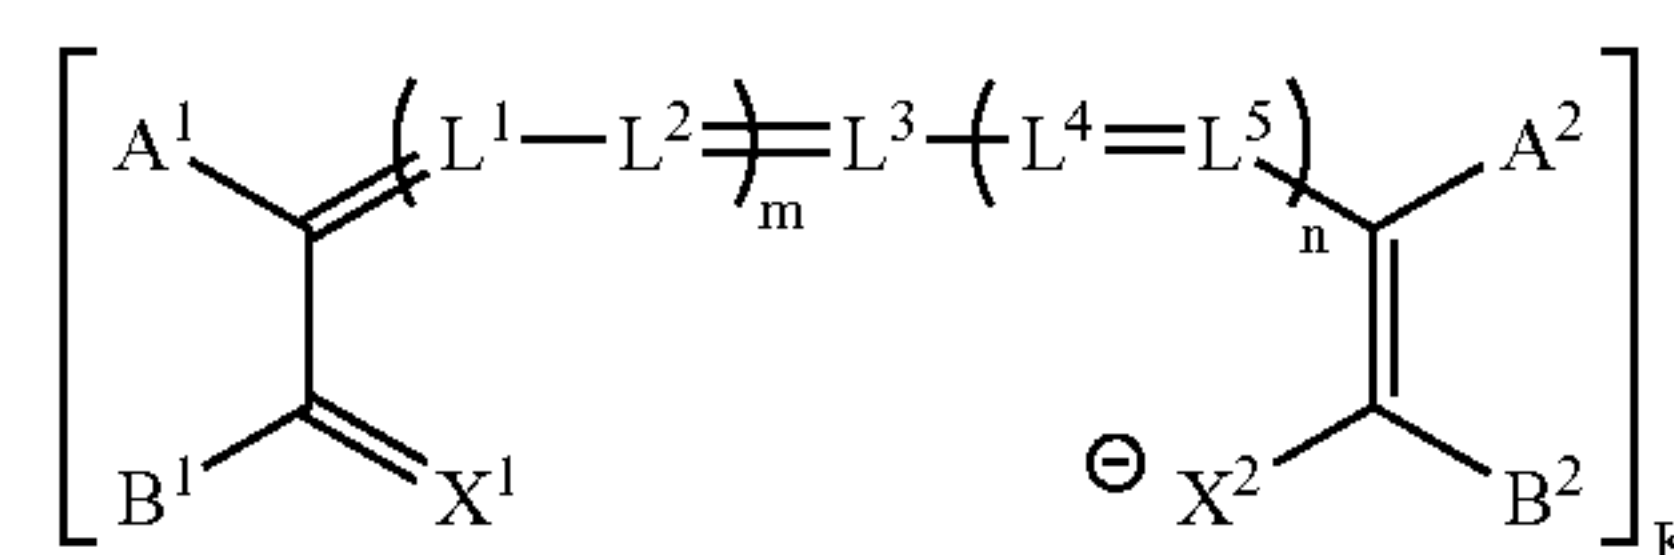 A¹ ( L¹ — L² )m = L³ — ( L⁴ = L⁵ )n A²
B¹ X¹ ⊖ X² B²